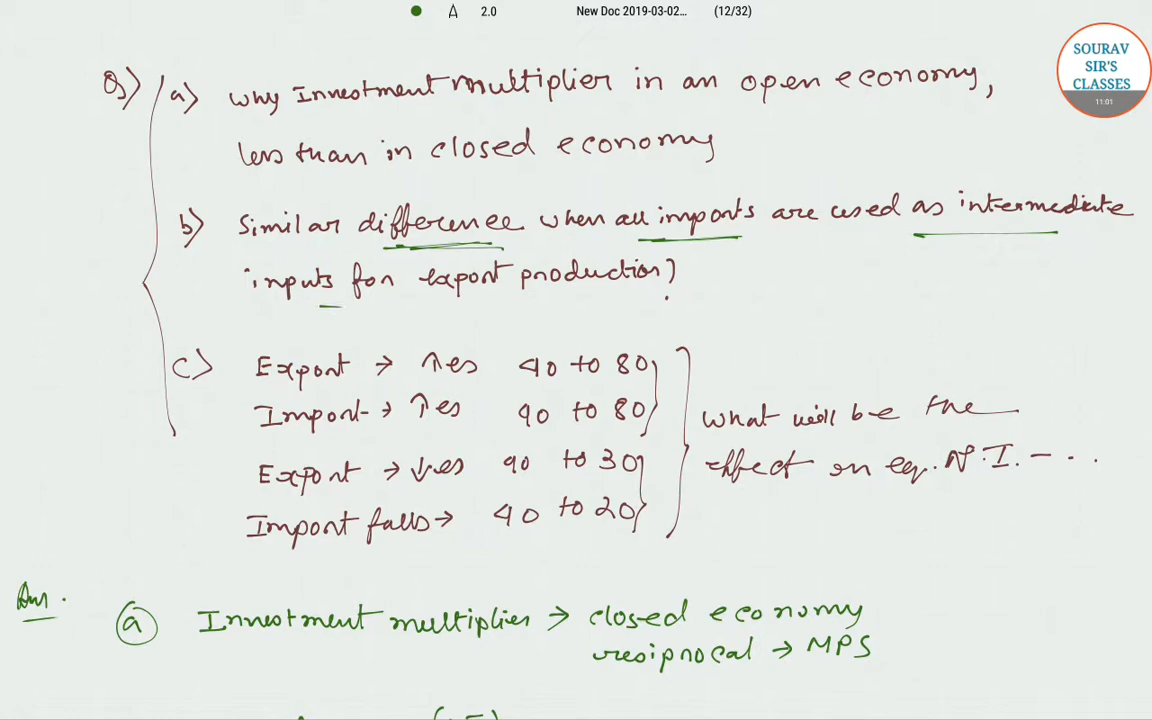 A 2.0 New Doc 2019-03-02... (12/32)
SOURAV
SIR'S
CLASSES
11:01
Q) (a) why Investment multiplier in an open economy,
less than in closed economy
b) Similar difference when all imports are used as intermediate
inputs for export production?
c) Export → ↑es 40 to 80
Import → ↑es 40 to 80
Export → ↓es 40 to 30
Import falls → 40 to 20
What will be the
effect on eq. N.I. - ...
Ans.
(a) Investment multiplier → closed economy
resiprocal → MPS